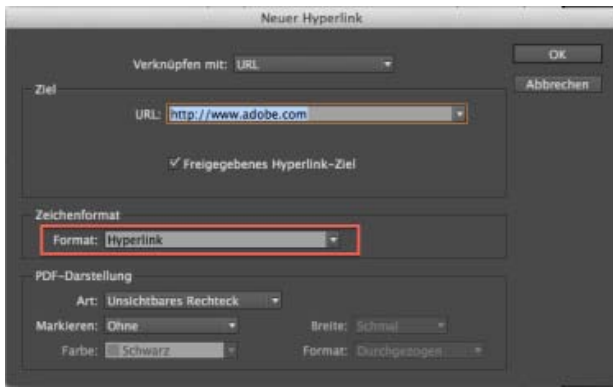 Neuer Hyperlink
Verknüpfen mit: URL
OK
Abbrechen
Ziel
URL: http://www.adobe.com
Freigegebenes Hyperlink-Ziel
Zeichenformat
Format: Hyperlink
PDF-Darstellung
Art: Unsichtbares Rechteck
Markieren: Ohne Breite: Schmal
Farbe: Schwarz Format: Durchgezogen